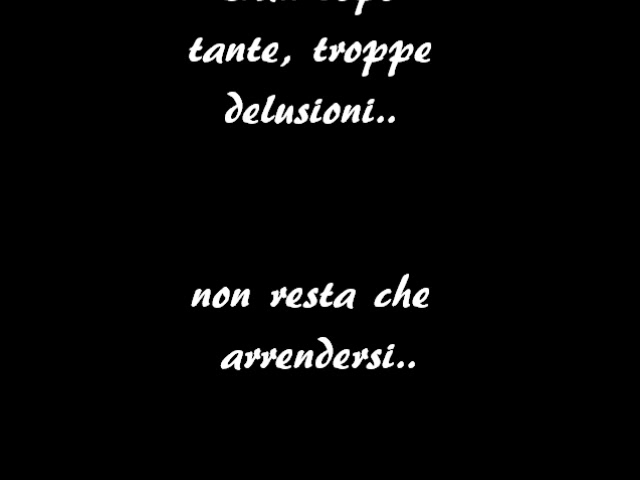 tante, troppe
delusioni..
non resta che
arrendersi..